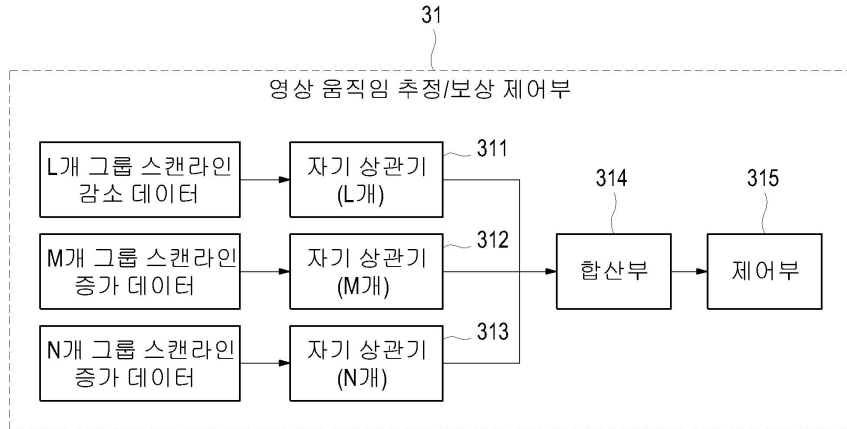 31
영상 움직임 추정/보상 제어부
L개 그룹 스캔라인
감소 데이터
자기 상관기
(L개)
311
M개 그룹 스캔라인
증가 데이터
자기 상관기
(M개)
312
N개 그룹 스캔라인
증가 데이터
자기 상관기
(N개)
313
합산부
314
제어부
315